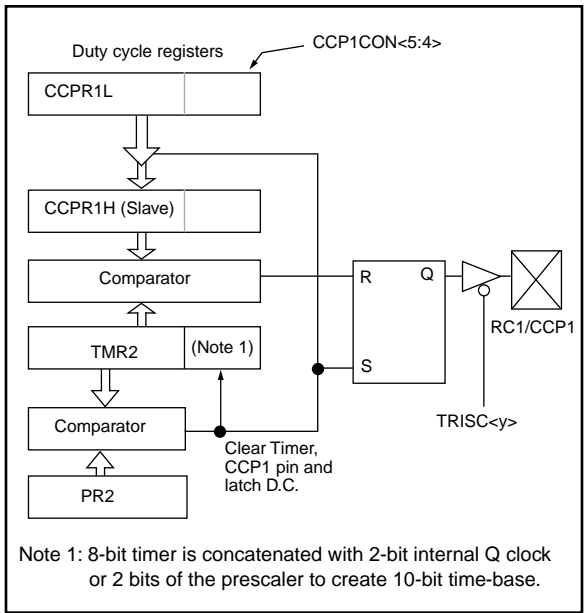 Duty cycle registers
CCP1CON<5:4>
CCPR1L
CCPR1H (Slave)
Comparator
R
Q
RC1/CCP1
TMR2
(Note 1)
S
TRISC<y>
Comparator
Clear Timer,
CCP1 pin and
latch D.C.
PR2
Note 1: 8-bit timer is concatenated with 2-bit internal Q clock
or 2 bits of the prescaler to create 10-bit time-base.